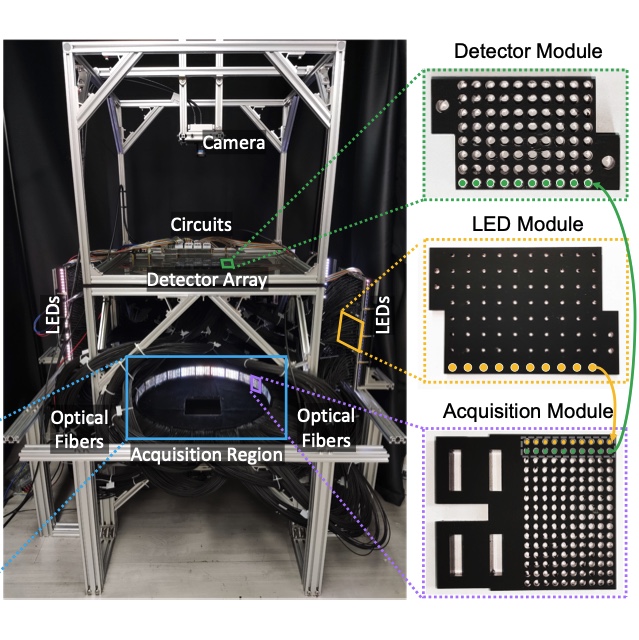 Detector Module
Camera
Circuits
LED Module
Detector Array
LEDs
LEDs
Acquisition Module
Optical
Fibers
Optical
Fibers
Acquisition Region